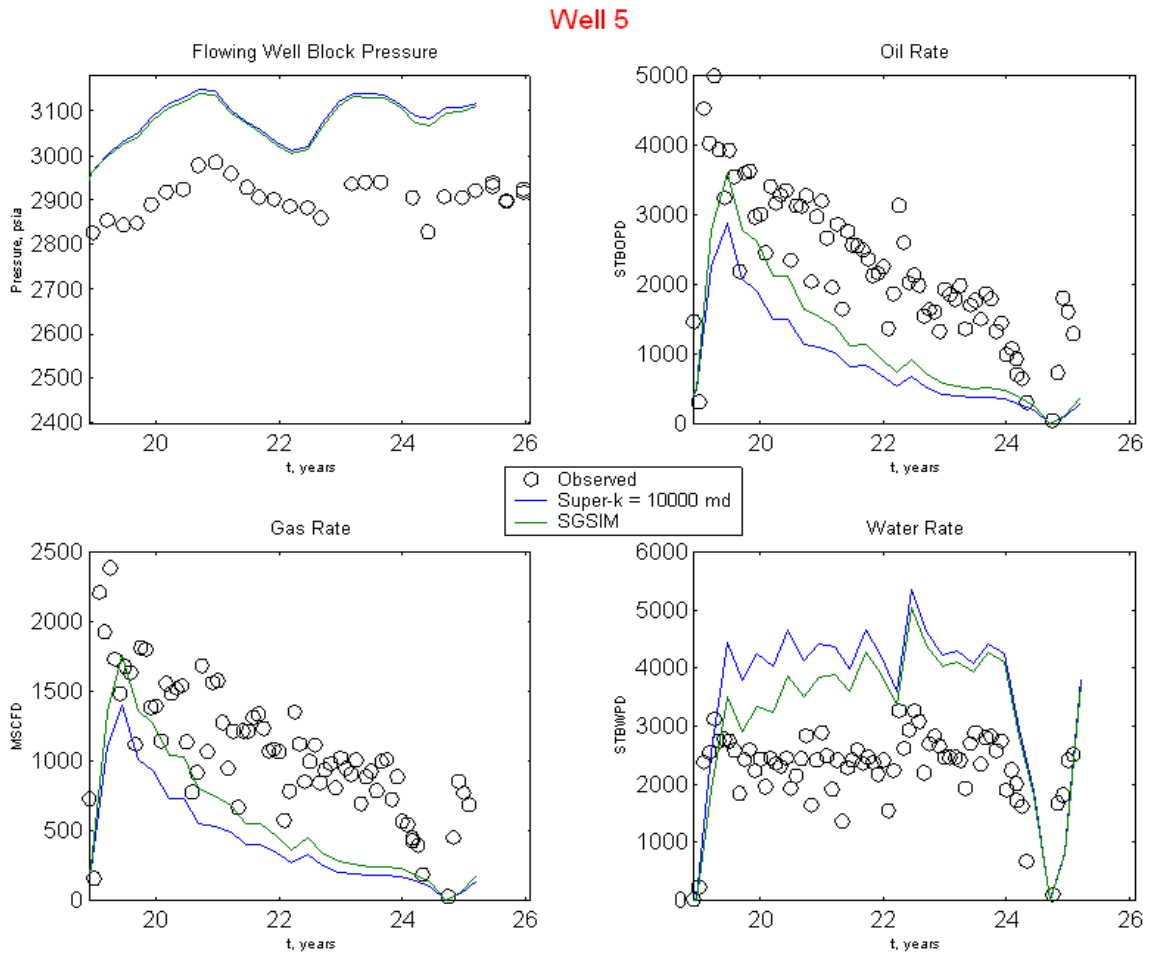 Well 5
Flowing Well Block Pressure
Pressure, psia
3100
3000
2900
2800
2700
2600
2500
2400
20
22
24
26
t, years
Oil Rate
STBOPD
5000
4000
3000
2000
1000
0
20
22
24
26
t, years
Observed
Super-k = 10000 md
SGSIM
Gas Rate
MSCFD
2500
2000
1500
1000
500
0
20
22
24
26
t, years
Water Rate
STBWPD
6000
5000
4000
3000
2000
1000
0
20
22
24
26
t, years